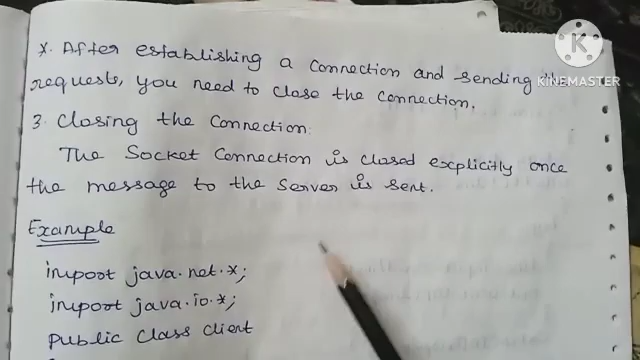 *. After establishing a connection and sending
requests, you need to close the connection.
3. Closing the connection:
The Socket connection is closed explicitly once
the message to the server is sent.
Example
import java.net.*;
import java.io.*;
public class client
K
KINEMASTER